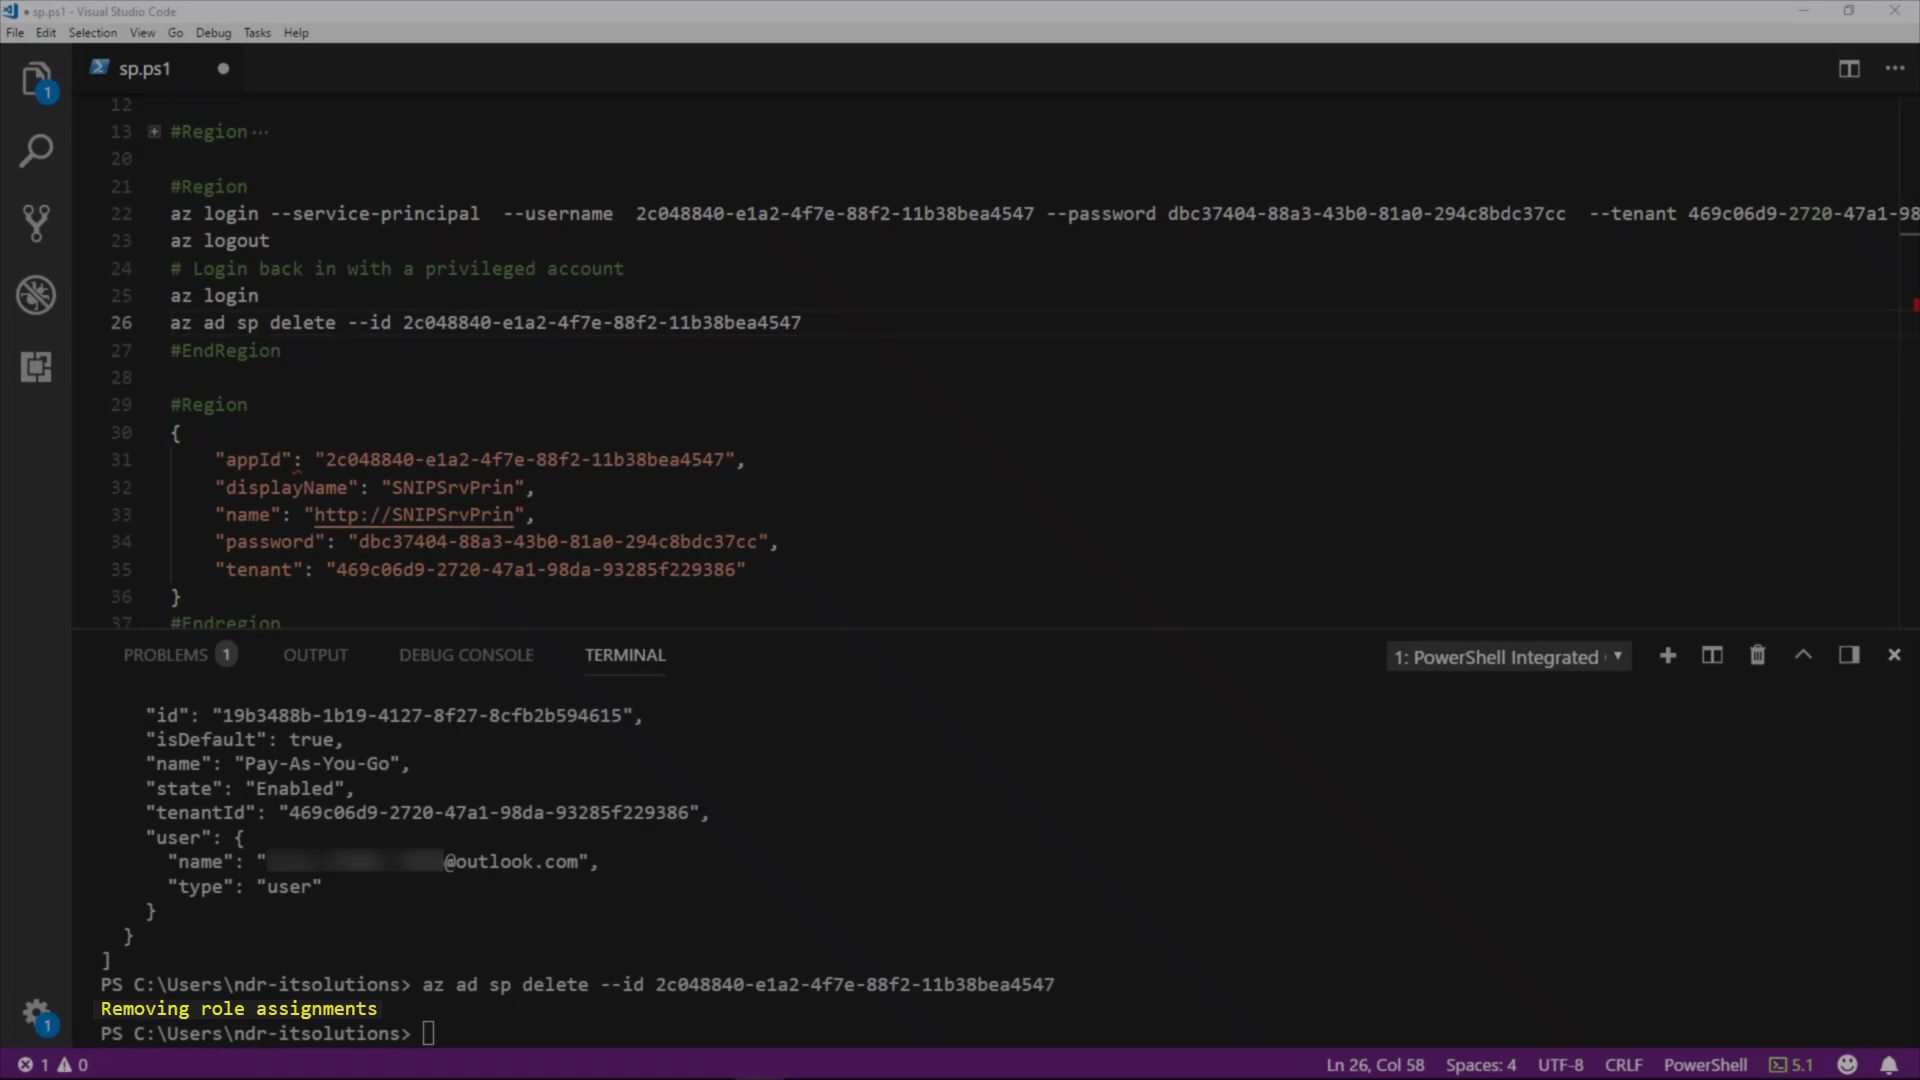 sp.ps1 - Visual Studio Code
File Edit Selection View Go Debug Tasks Help
1
sp.ps1
12
13 #Region ...
20
21 #Region
22 az login --service-principal --username 2c048840-e1a2-4f7e-88f2-11b38bea4547 --password dbc37404-88a3-43b0-81a0-294c8bdc37cc --tenant 469c06d9-2720-47a1-98
23 az logout
24 # Login back in with a privileged account
25 az login
26 az ad sp delete --id 2c048840-e1a2-4f7e-88f2-11b38bea4547
27 #EndRegion
28
29 #Region
30 {
31 "appId": "2c048840-e1a2-4f7e-88f2-11b38bea4547",
32 "displayName": "SNIPSrvPrin",
33 "name": "http://SNIPSrvPrin",
34 "password": "dbc37404-88a3-43b0-81a0-294c8bdc37cc",
35 "tenant": "469c06d9-2720-47a1-98da-93285f229386"
36 }
37 #Endregion
PROBLEMS 1 OUTPUT DEBUG CONSOLE TERMINAL 1: PowerShell Integrated
"id": "19b3488b-1b19-4127-8f27-8cfb2b594615",
"isDefault": true,
"name": "Pay-As-You-Go",
"state": "Enabled",
"tenantId": "469c06d9-2720-47a1-98da-93285f229386",
"user": {
"name": "@outlook.com",
"type": "user"
}
}
]
PS C:\Users\ndr-itsolutions> az ad sp delete --id 2c048840-e1a2-4f7e-88f2-11b38bea4547
Removing role assignments
PS C:\Users\ndr-itsolutions>
1
1 0 Ln 26, Col 58 Spaces: 4 UTF-8 CRLF PowerShell 5.1